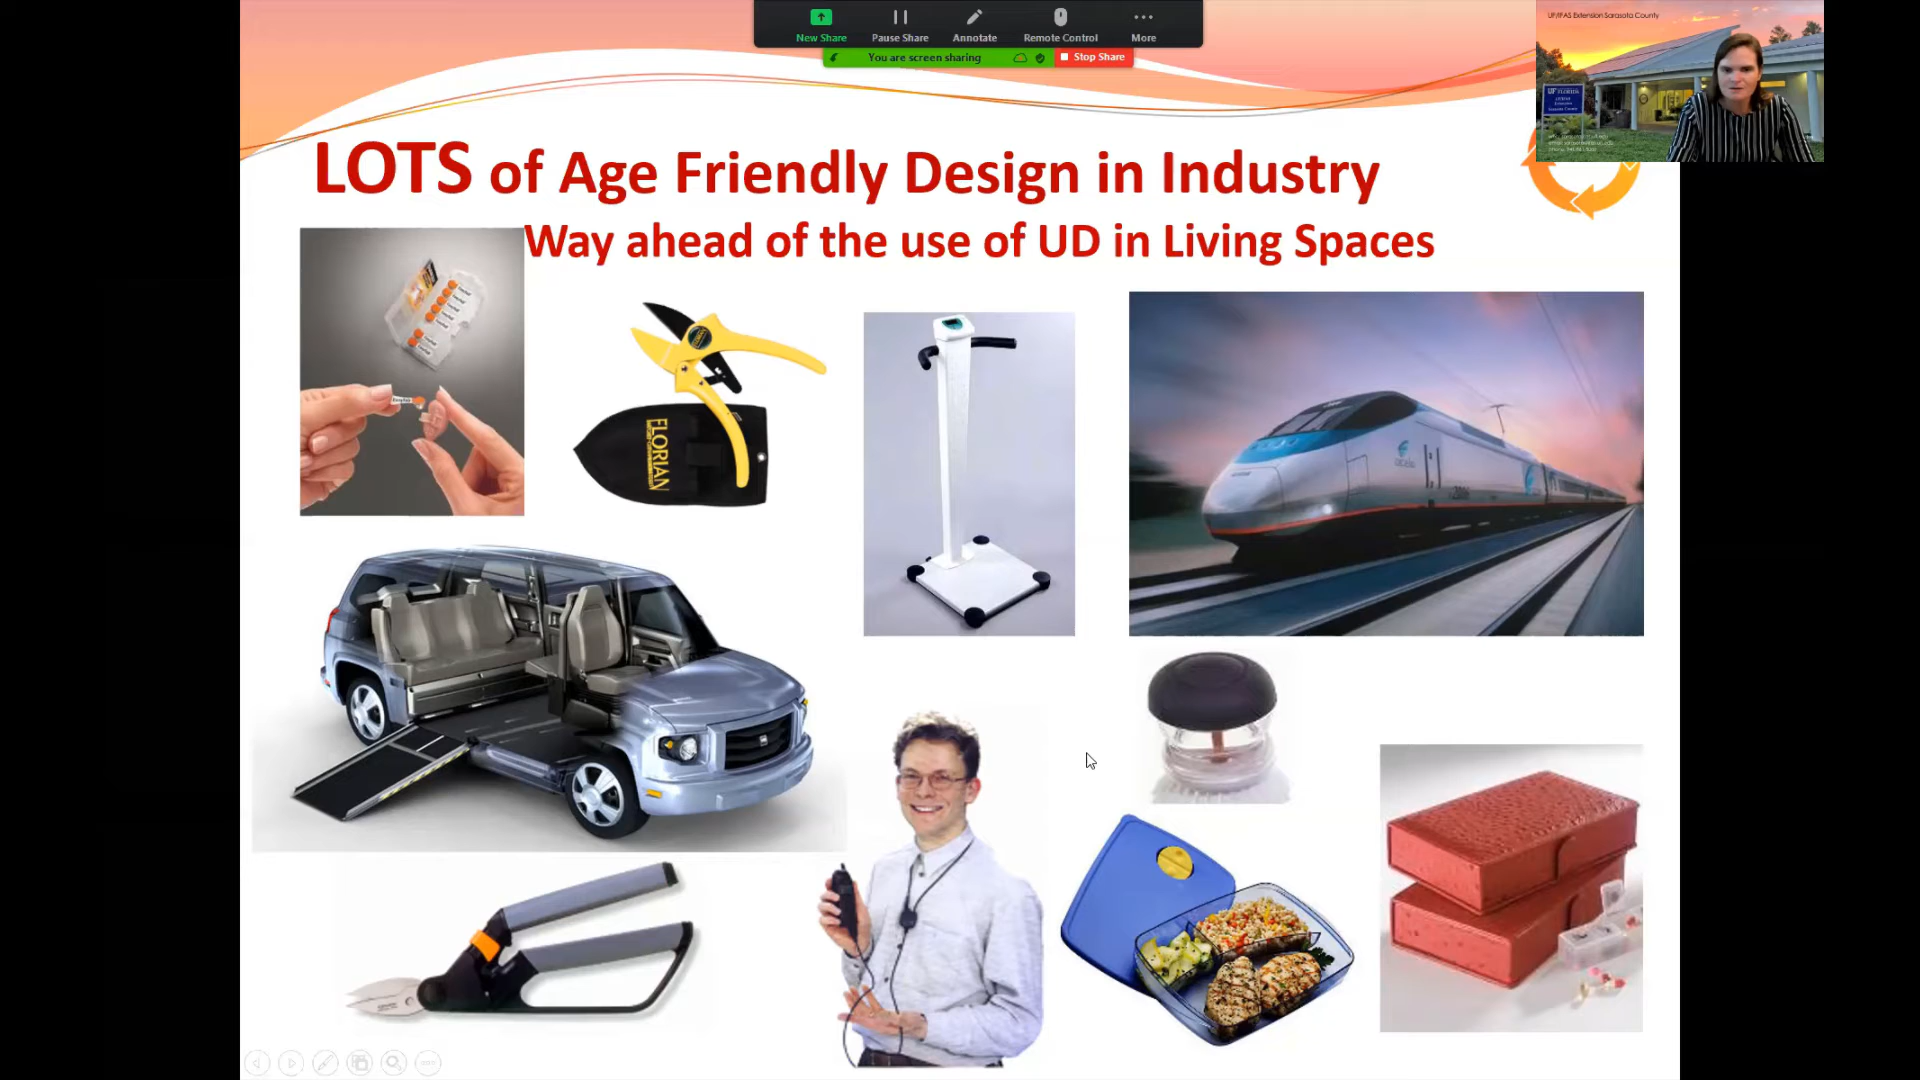 New Share
Pause Share
Annotate
Remote Control
More
You are screen sharing
Stop Share
UF/IFAS Extension Sarasota County
LOTS of Age Friendly Design in Industry
Way ahead of the use of UD in Living Spaces
FLORIAN
acela